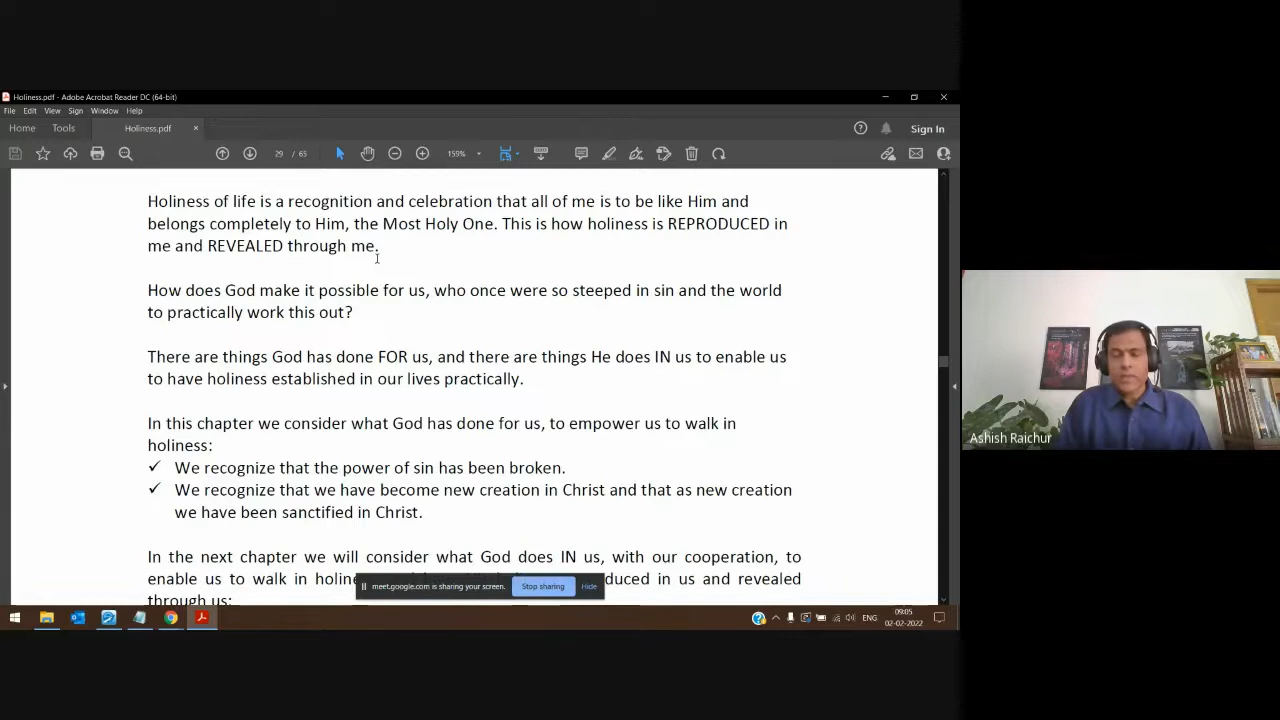 Holiness.pdf - Adobe Acrobat Reader DC (64-bit)
File Edit View Sign Window Help
Home Tools Holiness.pdf × Sign In
29 / 65 159%
Holiness of life is a recognition and celebration that all of me is to be like Him and
belongs completely to Him, the Most Holy One. This is how holiness is REPRODUCED in
me and REVEALED through me.
How does God make it possible for us, who once were so steeped in sin and the world
to practically work this out?
There are things God has done FOR us, and there are things He does IN us to enable us
to have holiness established in our lives practically.
In this chapter we consider what God has done for us, to empower us to walk in
holiness:
✓ We recognize that the power of sin has been broken.
✓ We recognize that we have become new creation in Christ and that as new creation
we have been sanctified in Christ.
In the next chapter we will consider what God does IN us, with our cooperation, to
enable us to walk in holine duced in us and revealed
through us:
meet.google.com is sharing your screen. Stop sharing Hide
ENG 09:05
02-02-2022
Ashish Raichur